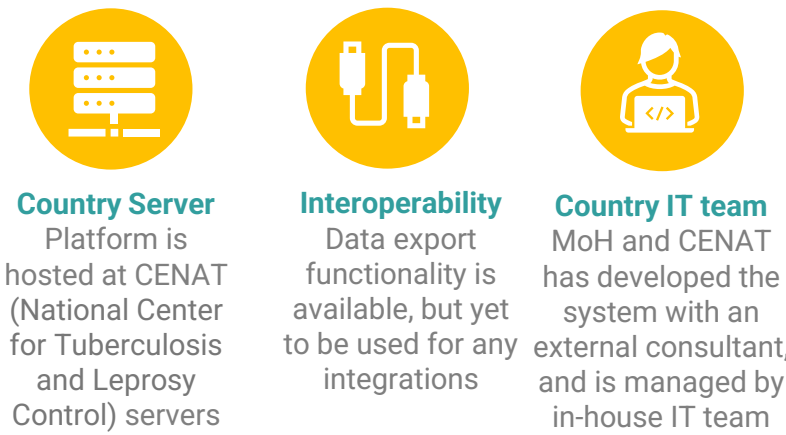 Country Server
Platform is
hosted at CENAT
(National Center
for Tuberculosis
and Leprosy
Control) servers
Interoperability
Data export
functionality is
available, but yet
to be used for any
integrations
Country IT team
MoH and CENAT
has developed the
system with an
external consultant,
and is managed by
in-house IT team